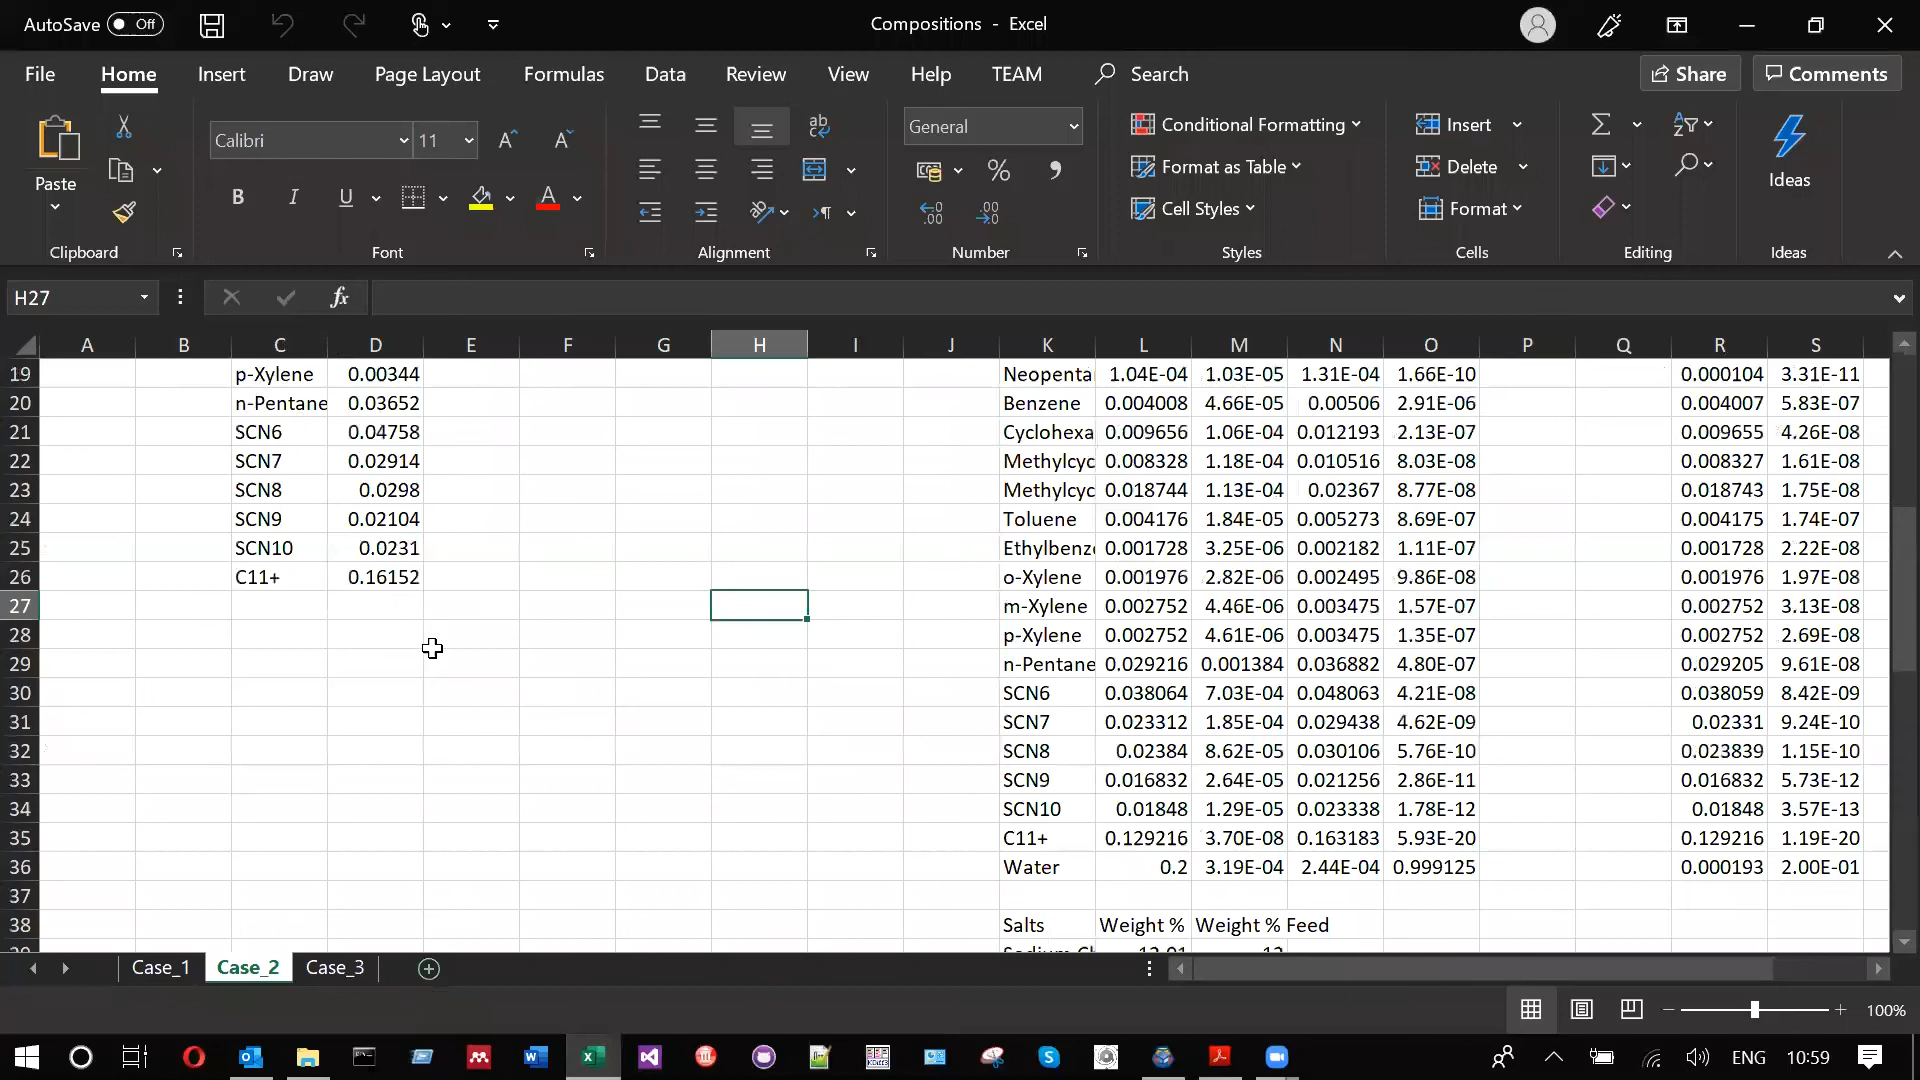 AutoSave Off Compositions - Excel
File Home Insert Draw Page Layout Formulas Data Review View Help TEAM Search Share Comments
Paste
Clipboard
Calibri 11
B I U A
Font
ab
Alignment
General
% ,
Number
Conditional Formatting
Format as Table
Cell Styles
Styles
Insert
Delete
Format
Cells
Editing
Ideas
Ideas
H27 fx
A B C D E F G H I J K L M N O P Q R S
19 p-Xylene 0.00344 Neopenta 1.04E-04 1.03E-05 1.31E-04 1.66E-10 0.000104 3.31E-11
20 n-Pentane 0.03652 Benzene 0.004008 4.66E-05 0.00506 2.91E-06 0.004007 5.83E-07
21 SCN6 0.04758 Cyclohexa 0.009656 1.06E-04 0.012193 2.13E-07 0.009655 4.26E-08
22 SCN7 0.02914 Methylcyc 0.008328 1.18E-04 0.010516 8.03E-08 0.008327 1.61E-08
23 SCN8 0.0298 Methylcyc 0.018744 1.13E-04 0.02367 8.77E-08 0.018743 1.75E-08
24 SCN9 0.02104 Toluene 0.004176 1.84E-05 0.005273 8.69E-07 0.004175 1.74E-07
25 SCN10 0.0231 Ethylbenz 0.001728 3.25E-06 0.002182 1.11E-07 0.001728 2.22E-08
26 C11+ 0.16152 o-Xylene 0.001976 2.82E-06 0.002495 9.86E-08 0.001976 1.97E-08
27 m-Xylene 0.002752 4.46E-06 0.003475 1.57E-07 0.002752 3.13E-08
28 p-Xylene 0.002752 4.61E-06 0.003475 1.35E-07 0.002752 2.69E-08
29 n-Pentane 0.029216 0.001384 0.036882 4.80E-07 0.029205 9.61E-08
30 SCN6 0.038064 7.03E-04 0.048063 4.21E-08 0.038059 8.42E-09
31 SCN7 0.023312 1.85E-04 0.029438 4.62E-09 0.02331 9.24E-10
32 SCN8 0.02384 8.62E-05 0.030106 5.76E-10 0.023839 1.15E-10
33 SCN9 0.016832 2.64E-05 0.021256 2.86E-11 0.016832 5.73E-12
34 SCN10 0.01848 1.29E-05 0.023338 1.78E-12 0.01848 3.57E-13
35 C11+ 0.129216 3.70E-08 0.163183 5.93E-20 0.129216 1.19E-20
36 Water 0.2 3.19E-04 2.44E-04 0.999125 0.000193 2.00E-01
37
38 Salts Weight % Weight % Feed
Case_1 Case_2 Case_3
100%
ENG 10:59